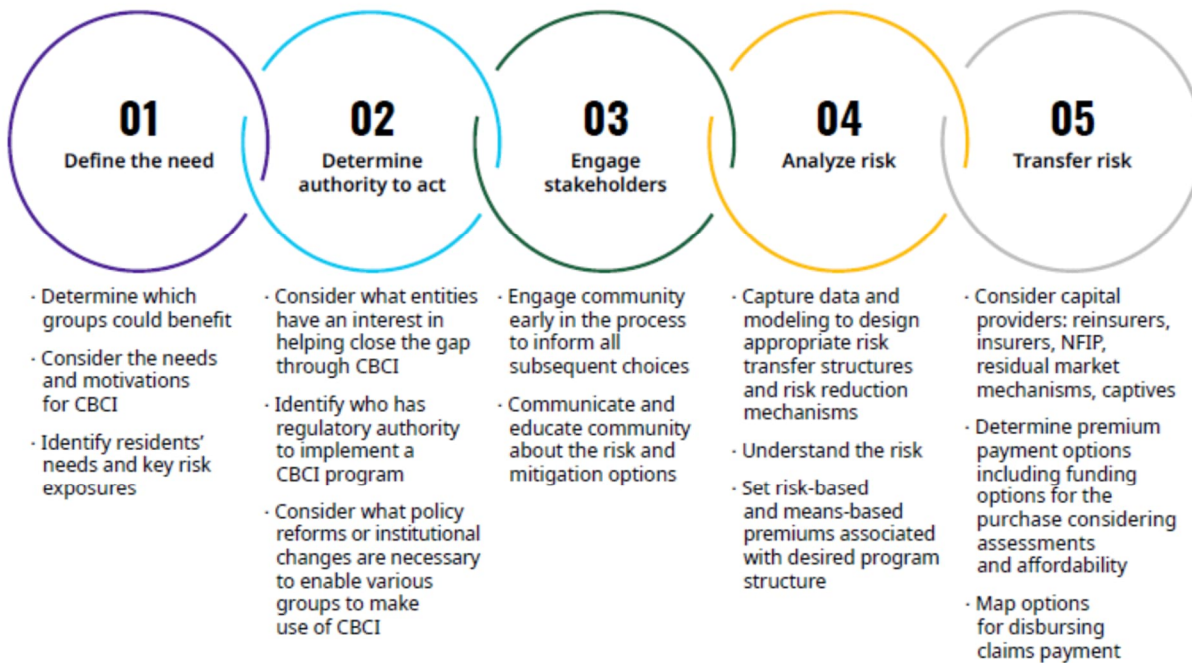 01
Define the need
· Determine which
groups could benefit
· Consider the needs
and motivations
for CBCI
· Identify residents’
needs and key risk
exposures
02
Determine
authority to act
· Consider what entities
have an interest in
helping close the gap
through CBCI
· Identify who has
regulatory authority
to implement a
CBCI program
· Consider what policy
reforms or institutional
changes are necessary
to enable various
groups to make
use of CBCI
03
Engage
stakeholders
· Engage community
early in the process
to inform all
subsequent choices
· Communicate and
educate community
about the risk and
mitigation options
04
Analyze risk
· Capture data and
modeling to design
appropriate risk
transfer structures
and risk reduction
mechanisms
· Understand the risk
· Set risk-based
and means-based
premiums associated
with desired program
structure
05
Transfer risk
· Consider capital
providers: reinsurers,
insurers, NFIP,
residual market
mechanisms, captives
· Determine premium
payment options
including funding
options for the
purchase considering
assessments
and affordability
· Map options
for disbursing
claims payment